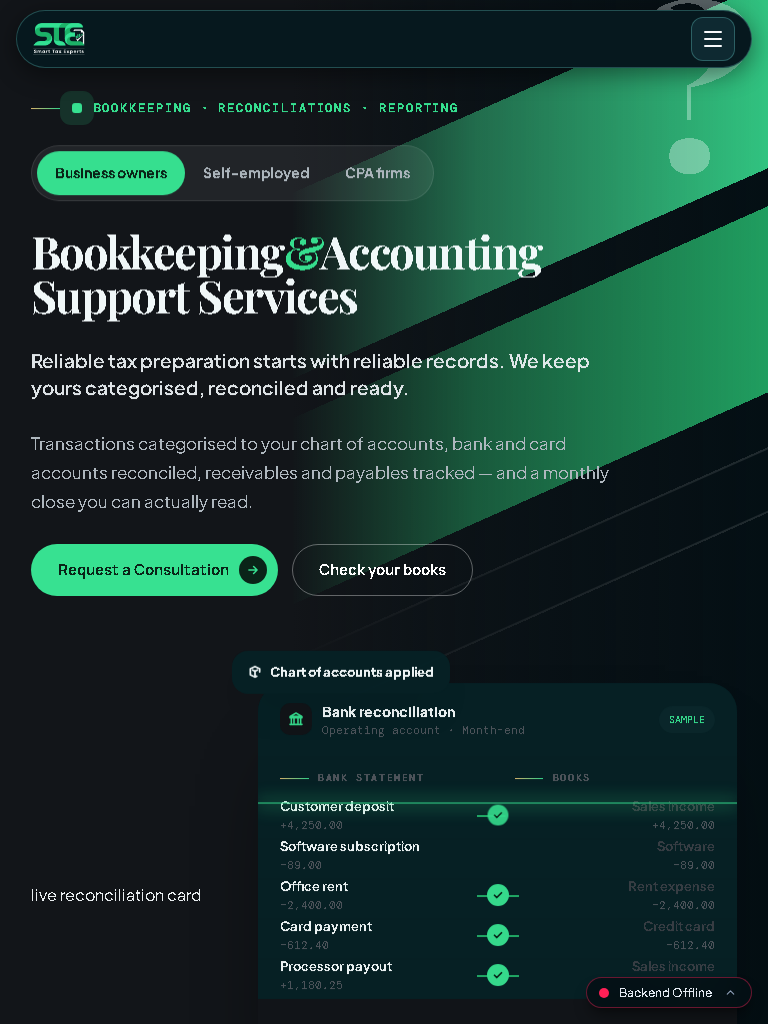 STE
Smart Tax Experts
?
BOOKKEEPING · RECONCILIATIONS · REPORTING
Business owners
Self-employed
CPA firms
Bookkeeping & Accounting
Support Services
Reliable tax preparation starts with reliable records. We keep
yours categorised, reconciled and ready.
Transactions categorised to your chart of accounts, bank and card
accounts reconciled, receivables and payables tracked — and a monthly
close you can actually read.
Request a Consultation
Check your books
Chart of accounts applied
Bank reconciliation
Operating account · Month-end
SAMPLE
BANK STATEMENT
BOOKS
Customer deposit
Sales income
+4,250.00
+4,250.00
Software subscription
Software
−89.00
−89.00
Office rent
Rent expense
−2,400.00
−2,400.00
live reconciliation card
Card payment
Credit card
−612.40
−612.40
Processor payout
Sales income
+1,180.25
Backend Offline